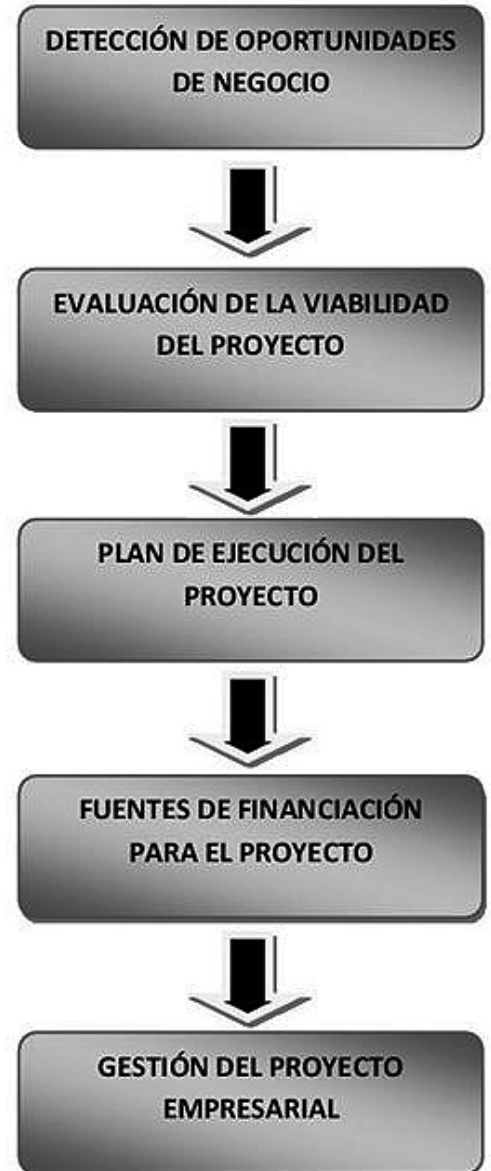 DETECCIÓN DE OPORTUNIDADES
DE NEGOCIO
EVALUACIÓN DE LA VIABILIDAD
DEL PROYECTO
PLAN DE EJECUCIÓN DEL
PROYECTO
FUENTES DE FINANCIACIÓN
PARA EL PROYECTO
GESTIÓN DEL PROYECTO
EMPRESARIAL